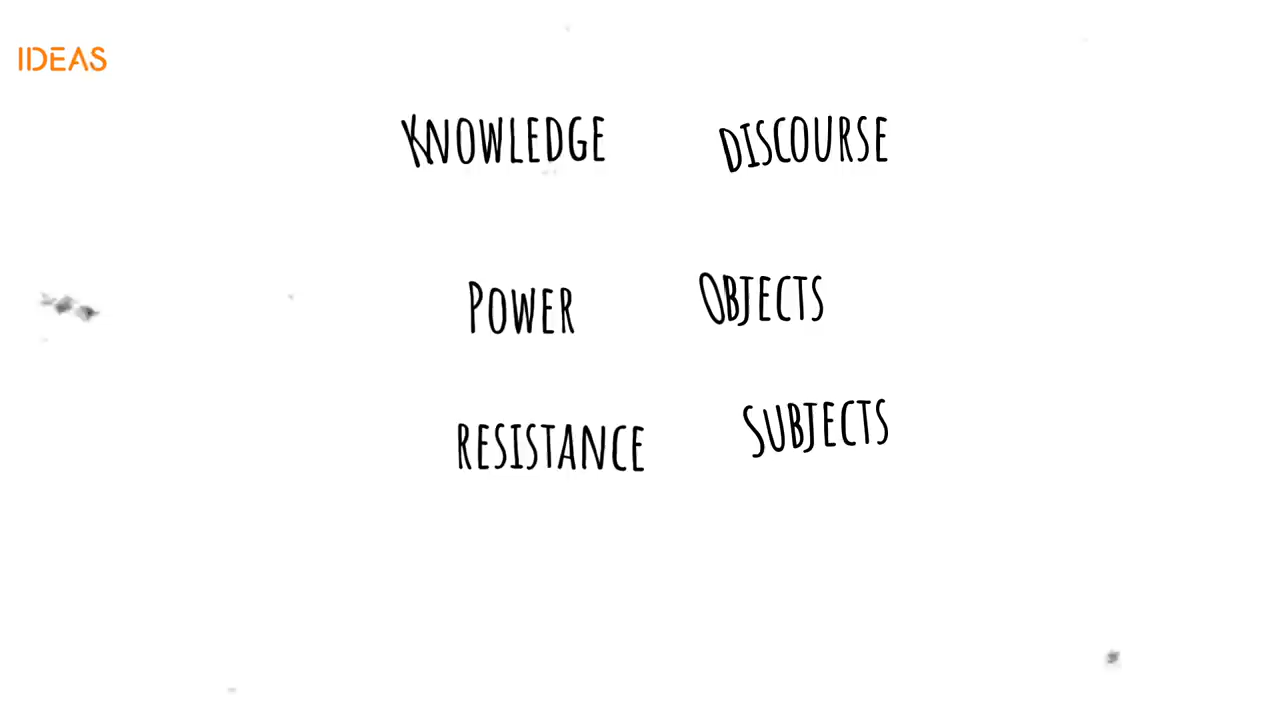 IDEAS
KNOWLEDGE DISCOURSE
POWER OBJECTS
RESISTANCE SUBJECTS